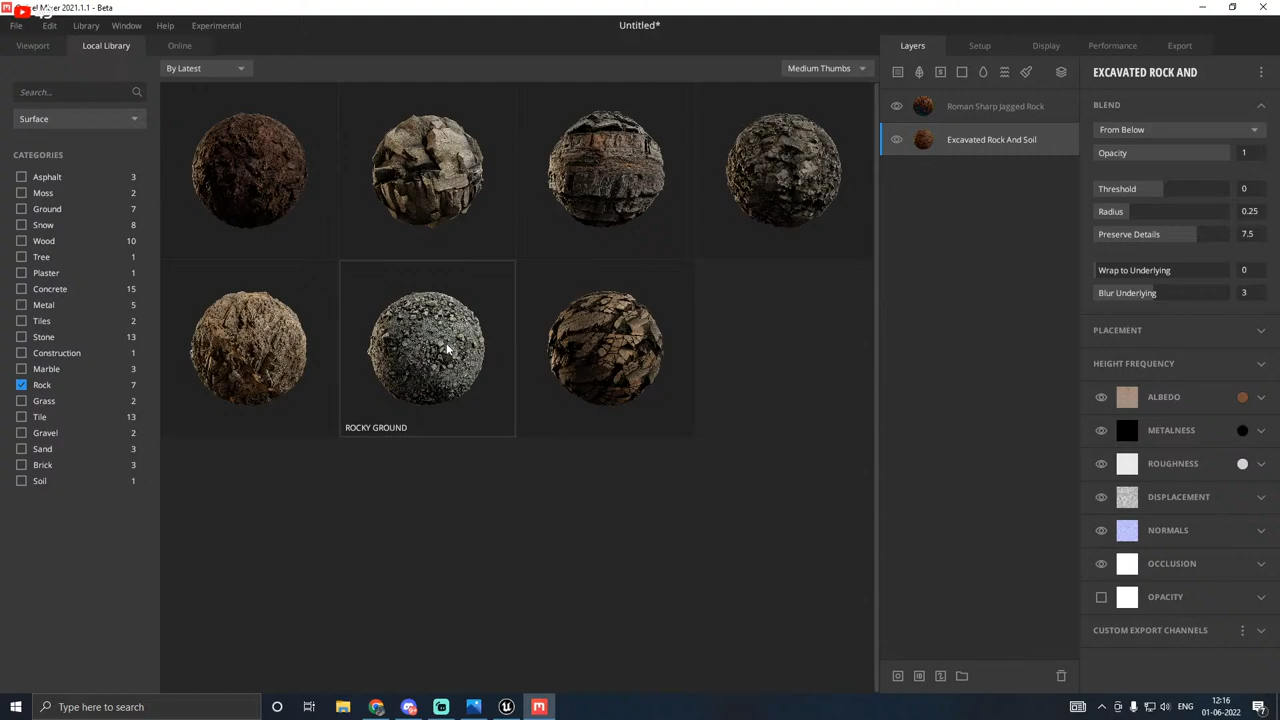 Mixer 2021.1.1 - Beta
File Edit Library Window Help Experimental
Untitled*
Viewport Local Library Online
By Latest
Medium Thumbs
Search...
Surface
CATEGORIES
Asphalt 3
Moss 2
Ground 7
Snow 8
Wood 10
Tree 1
Plaster 1
Concrete 15
Metal 5
Tiles 2
Stone 13
Construction 1
Marble 3
Rock 7
Grass 2
Tile 13
Gravel 2
Sand 3
Brick 3
Soil 1
ROCKY GROUND
Layers Setup Display Performance Export
Roman Sharp Jagged Rock
Excavated Rock And Soil
EXCAVATED ROCK AND
BLEND
From Below
Opacity 1
Threshold 0
Radius 0.25
Preserve Details 7.5
Wrap to Underlying 0
Blur Underlying 3
PLACEMENT
HEIGHT FREQUENCY
ALBEDO
METALNESS
ROUGHNESS
DISPLACEMENT
NORMALS
OCCLUSION
OPACITY
CUSTOM EXPORT CHANNELS
Type here to search
ENG
12:16
01-06-2022